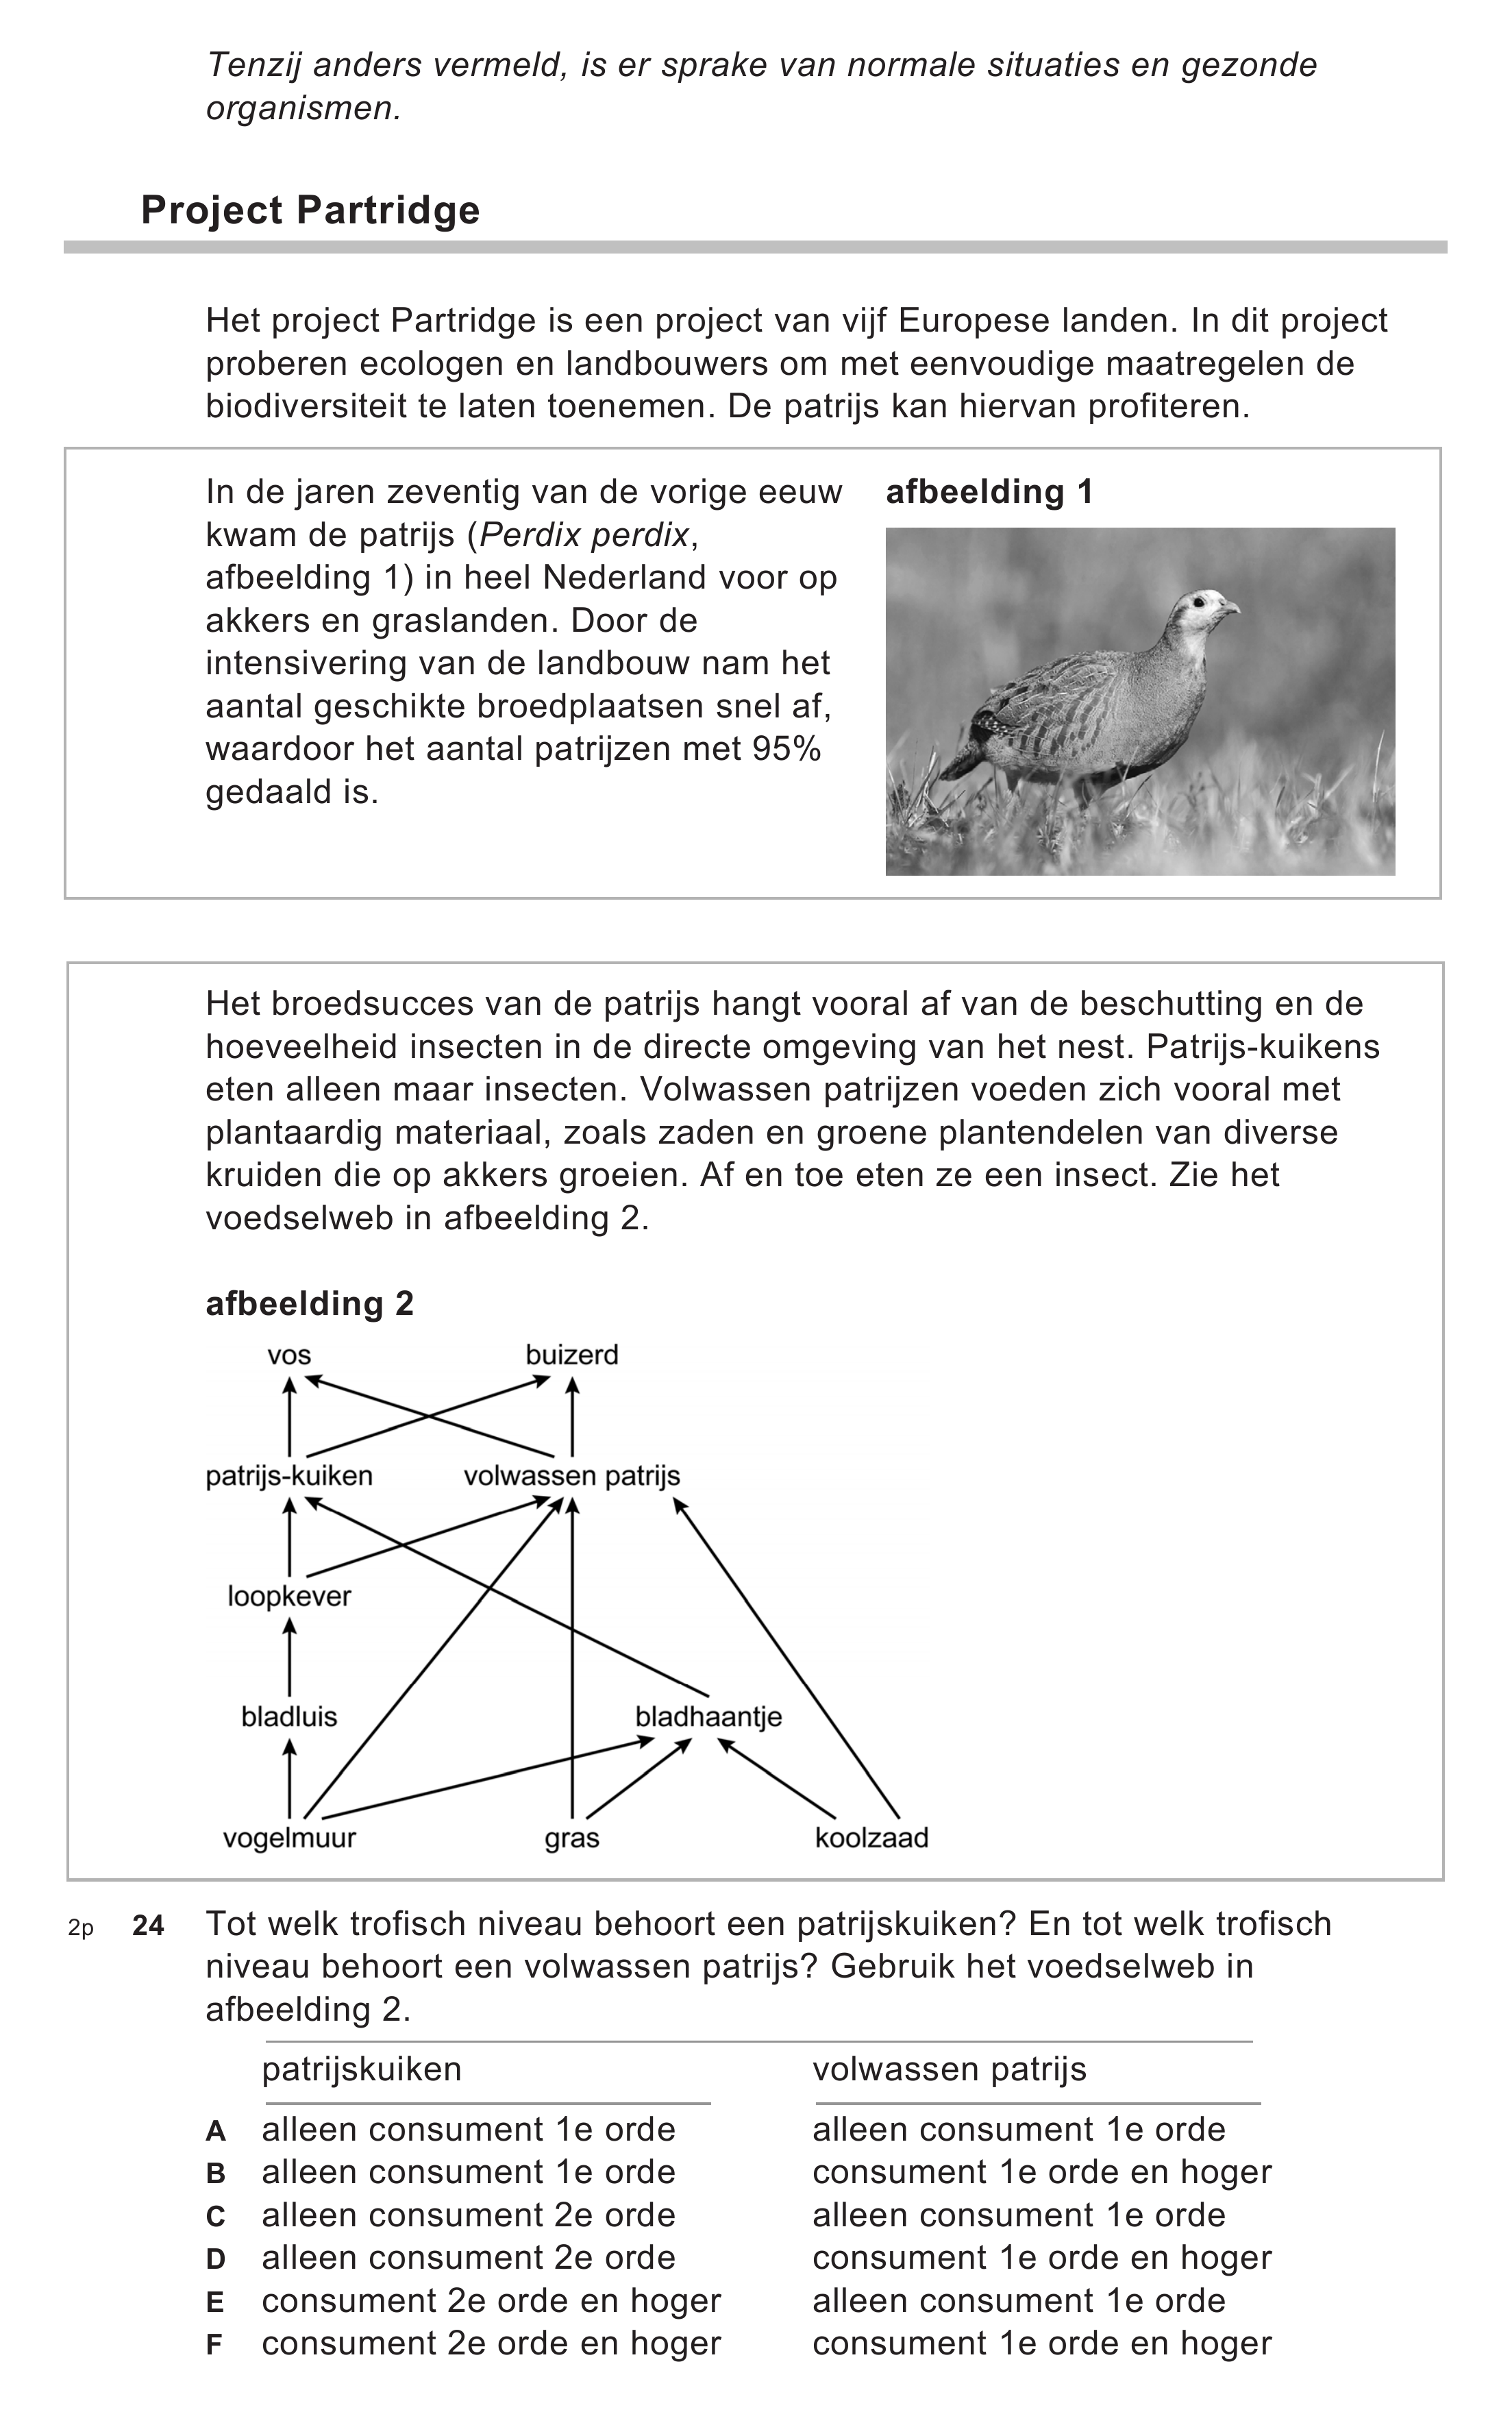 Tenzij anders vermeld, is er sprake van normale situaties en gezonde
organismen.
Project Partridge
Het project Partridge is een project van vijf Europese landen. In dit project
proberen ecologen en landbouwers om met eenvoudige maatregelen de
biodiversiteit te laten toenemen. De patrijs kan hiervan profiteren.
In de jaren zeventig van de vorige eeuw
kwam de patrijs (Perdix perdix,
afbeelding 1) in heel Nederland voor op
akkers en graslanden. Door de
intensivering van de landbouw nam het
aantal geschikte broedplaatsen snel af,
waardoor het aantal patrijzen met 95%
gedaald is.
afbeelding 1
Het broedsucces van de patrijs hangt vooral af van de beschutting en de
hoeveelheid insecten in de directe omgeving van het nest. Patrijs-kuikens
eten alleen maar insecten. Volwassen patrijzen voeden zich vooral met
plantaardig materiaal, zoals zaden en groene plantendelen van diverse
kruiden die op akkers groeien. Af en toe eten ze een insect. Zie het
voedselweb in afbeelding 2.
afbeelding 2
vos buizerd
patrijs-kuiken volwassen patrijs
loopkever
bladluis bladhaantje
vogelmuur gras koolzaad
2p 24 Tot welk trofisch niveau behoort een patrijskuiken? En tot welk trofisch
niveau behoort een volwassen patrijs? Gebruik het voedselweb in
afbeelding 2.
patrijskuiken volwassen patrijs
A alleen consument 1e orde alleen consument 1e orde
B alleen consument 1e orde consument 1e orde en hoger
C alleen consument 2e orde alleen consument 1e orde
D alleen consument 2e orde consument 1e orde en hoger
E consument 2e orde en hoger alleen consument 1e orde
F consument 2e orde en hoger consument 1e orde en hoger